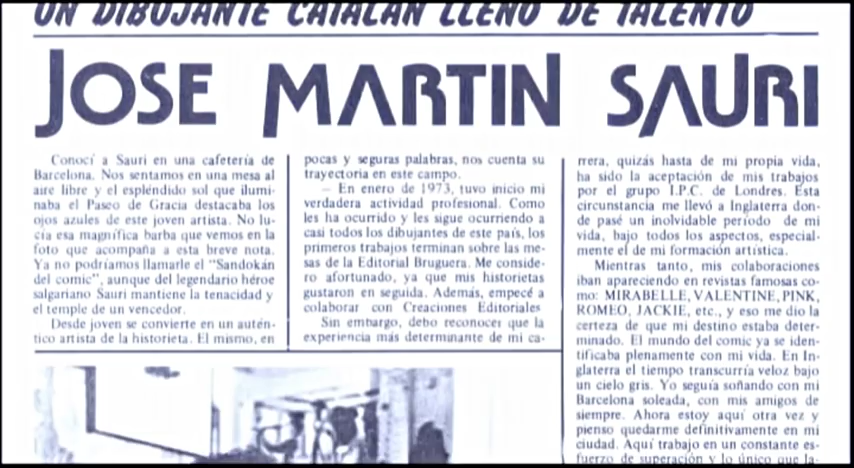 UN DIBUJANTE CATALAN LLENO DE TALENTO
JOSE MARTIN SAURI
Conocí a Sauri en una cafetería de
Barcelona. Nos sentamos en una mesa al
aire libre y el espléndido sol que ilumi-
naba el Paseo de Gracia destacaba los
ojos azules de este joven artista. No lu-
cía esa magnífica barba que vemos en la
foto que acompaña a esta breve nota.
Ya no podríamos llamarle el "Sandokán
del comic", aunque del legendario héroe
salgariano Sauri mantiene la tenacidad y
el temple de un vencedor.
Desde joven se convierte en un autén-
tico artista de la historieta. El mismo, en
pocas y seguras palabras, nos cuenta su
trayectoria en este campo.
— En enero de 1973, tuvo inicio mi
verdadera actividad profesional. Como
les ha ocurrido y les sigue ocurriendo a
casi todos los dibujantes de este país, los
primeros trabajos terminan sobre las me-
sas de la Editorial Bruguera. Me conside-
ro afortunado, ya que mis historietas
gustaron en seguida. Además, empecé a
colaborar con Creaciones Editoriales
Sin embargo, debo reconocer que la
experiencia más determinante de mi ca-
rrera, quizás hasta de mi propia vida,
ha sido la aceptación de mis trabajos
por el grupo I.P.C. de Londres. Esta
circunstancia me llevó a Inglaterra don-
de pasé un inolvidable período de mi
vida, bajo todos los aspectos, especial-
mente el de mi formación artística.
Mientras tanto, mis colaboraciones
iban apareciendo en revistas famosas co-
mo: MIRABELLE, VALENTINE, PINK,
ROMEO, JACKIE, etc., y eso me dio la
certeza de que mi destino estaba deter-
minado. El mundo del comic ya se iden-
tificaba plenamente con mi vida. En In-
glaterra el tiempo transcurría veloz bajo
un cielo gris. Yo seguía soñando con mi
Barcelona soleada, con mis amigos de
siempre. Ahora estoy aquí otra vez y
pienso quedarme definitivamente en mi
ciudad. Aquí trabajo en un constante es-
fuerzo de superación y lo único que la-